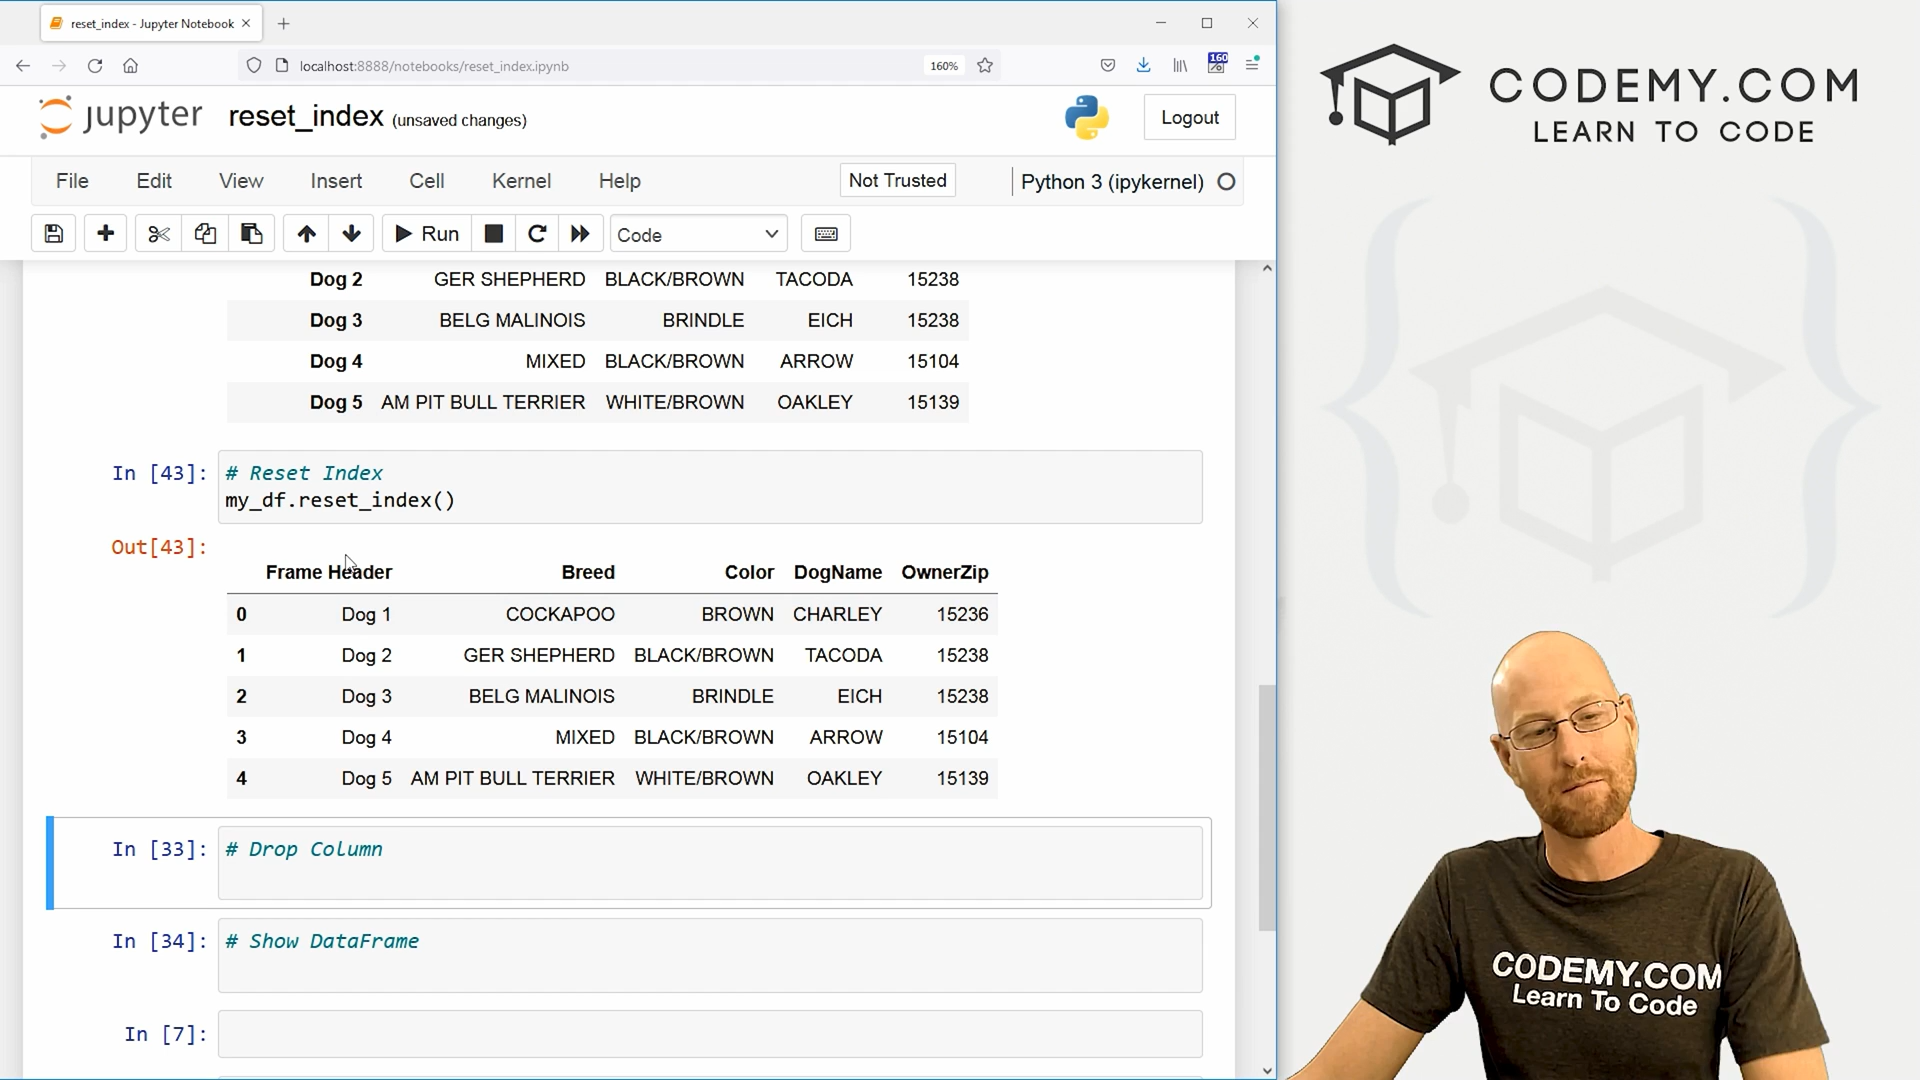 reset_index - Jupyter Notebook
localhost:8888/notebooks/reset_index.ipynb
160%
160
jupyter reset_index (unsaved changes)
Logout
File Edit View Insert Cell Kernel Help
Not Trusted
Python 3 (ipykernel)
Run
Code
Dog 2 GER SHEPHERD BLACK/BROWN TACODA 15238
Dog 3 BELG MALINOIS BRINDLE EICH 15238
Dog 4 MIXED BLACK/BROWN ARROW 15104
Dog 5 AM PIT BULL TERRIER WHITE/BROWN OAKLEY 15139
In [43]: # Reset Index
my_df.reset_index()
Out[43]:
Frame Header Breed Color DogName OwnerZip
0 Dog 1 COCKAPOO BROWN CHARLEY 15236
1 Dog 2 GER SHEPHERD BLACK/BROWN TACODA 15238
2 Dog 3 BELG MALINOIS BRINDLE EICH 15238
3 Dog 4 MIXED BLACK/BROWN ARROW 15104
4 Dog 5 AM PIT BULL TERRIER WHITE/BROWN OAKLEY 15139
In [33]: # Drop Column
In [34]: # Show DataFrame
In [7]:
CODEMY.COM
LEARN TO CODE
CODEMY.COM
Learn To Code